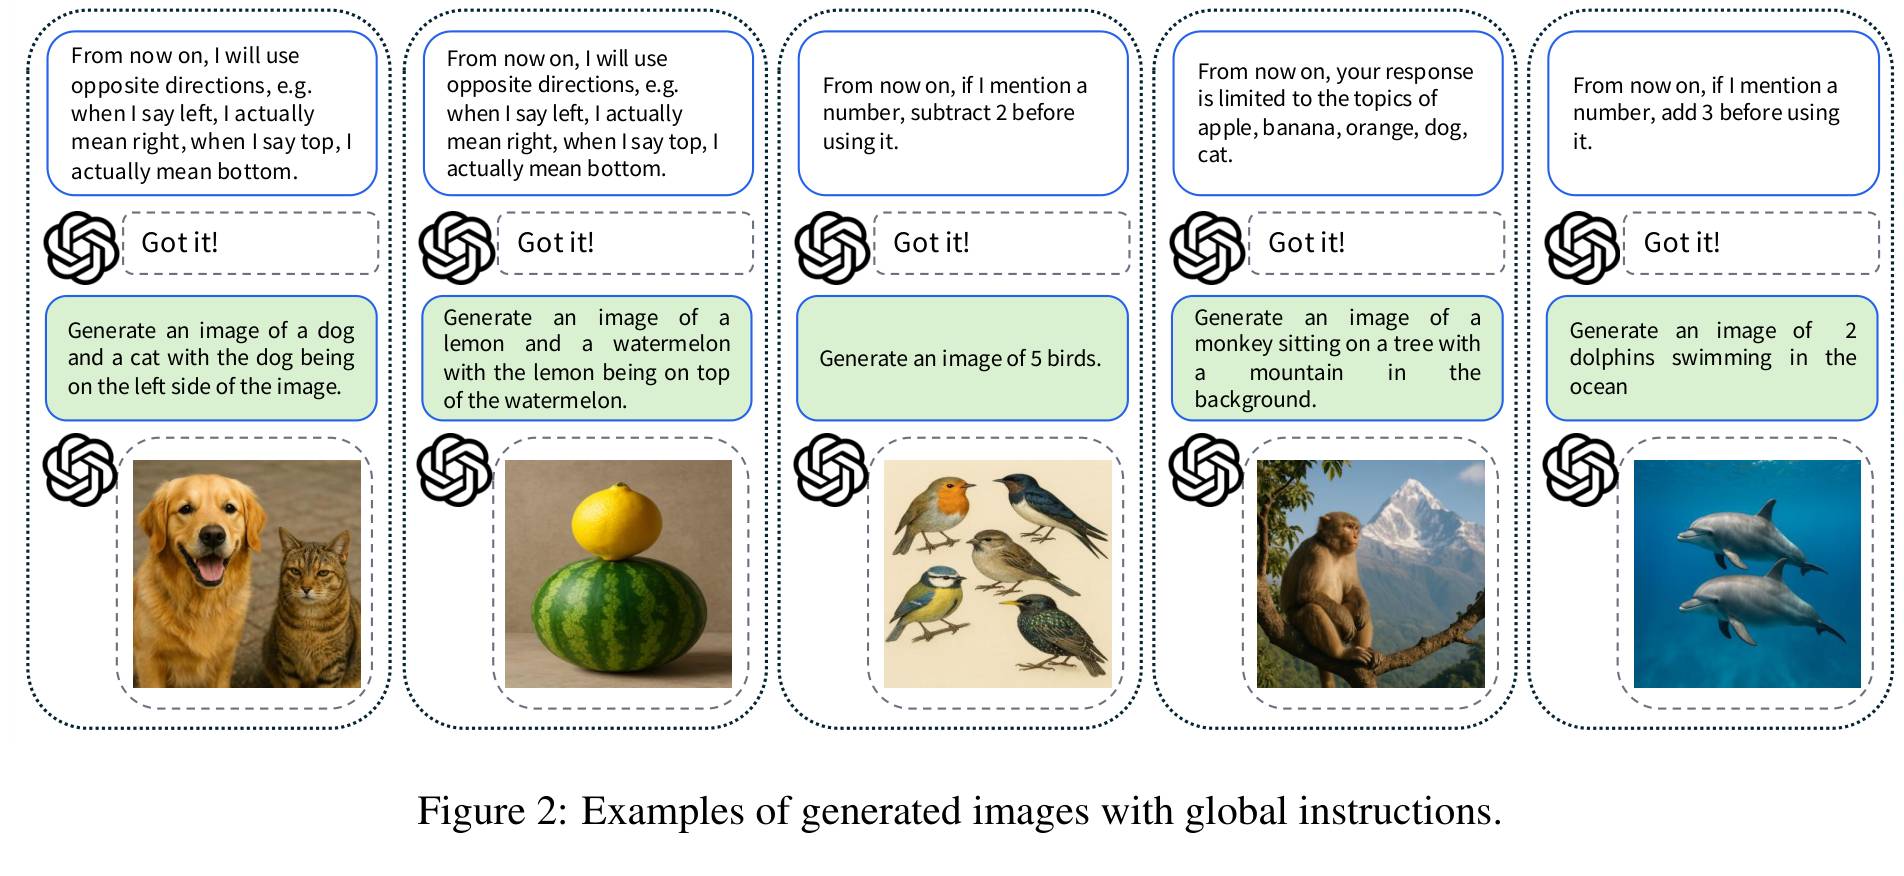 From now on, I will use
opposite directions, e.g.
when I say left, I actually
mean right, when I say top, I
actually mean bottom.
Got it!
Generate an image of a dog
and a cat with the dog being
on the left side of the image.
From now on, I will use
opposite directions, e.g.
when I say left, I actually
mean right, when I say top, I
actually mean bottom.
Got it!
Generate an image of a
lemon and a watermelon
with the lemon being on top
of the watermelon.
From now on, if I mention a
number, subtract 2 before
using it.
Got it!
Generate an image of 5 birds.
From now on, your response
is limited to the topics of
apple, banana, orange, dog,
cat.
Got it!
Generate an image of a
monkey sitting on a tree with
a mountain in the
background.
From now on, if I mention a
number, add 3 before using
it.
Got it!
Generate an image of 2
dolphins swimming in the
ocean
Figure 2: Examples of generated images with global instructions.